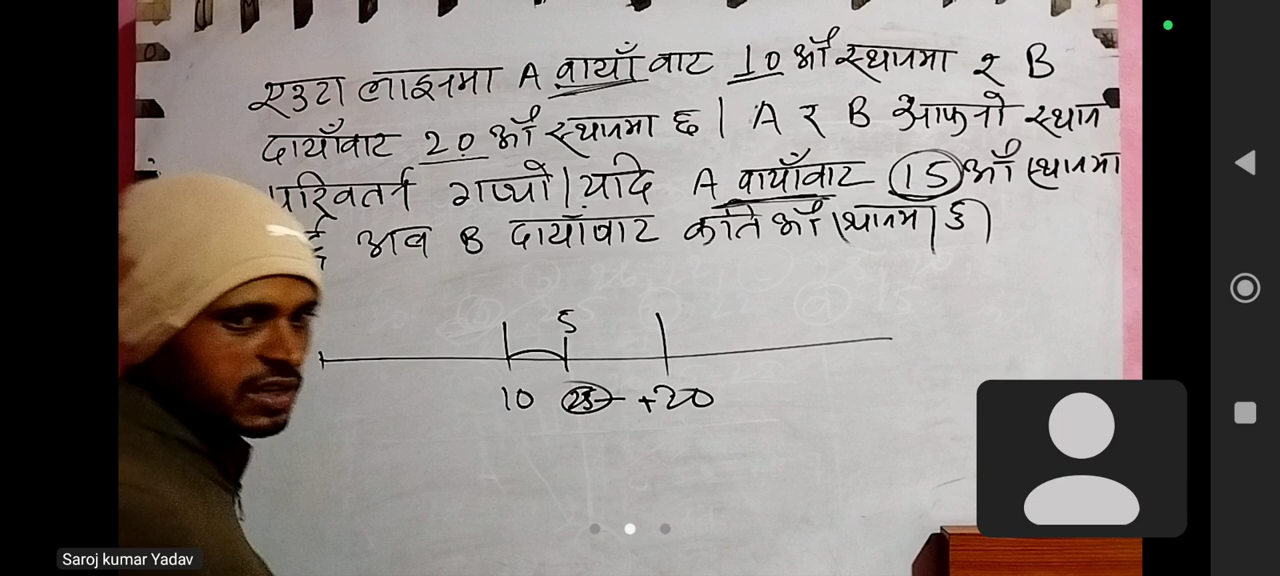 एउटा लाइनमा A बायाँ बाट 10 औँ स्थानमा र B
दायाँबाट 20 औँ स्थानमा छ । A र B आफ्नो स्थान
परिवर्तन गर्‍यो । यदि A बायाँबाट 15 औँ स्थानमा
अब B दायाँबाट कति औँ स्थानमा
5
10 25 +20
Saroj kumar Yadav